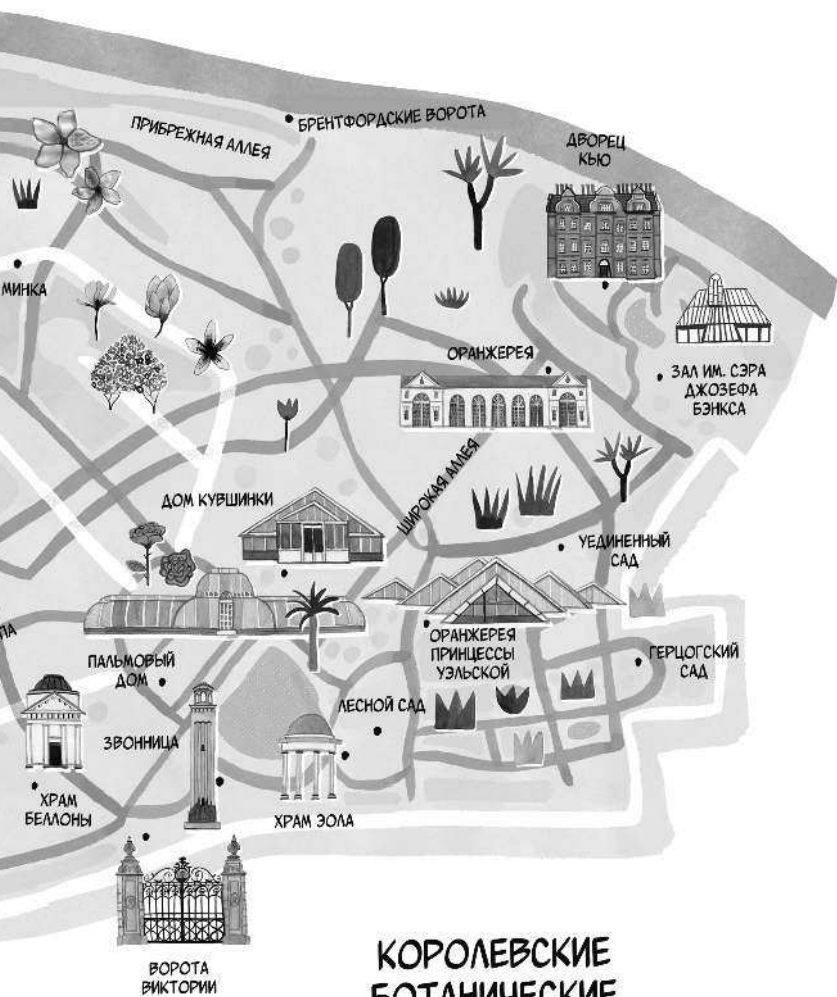 ПРИБРЕЖНАЯ АЛЛЕЯ
БРЕНТФОРДСКИЕ ВОРОТА
ДВОРЕЦ
КЬЮ
МИНКА
ОРАНЖЕРЕЯ
ЗАЛ ИМ. СЭРА
ДЖОЗЕФА
БЭНКСА
ШИРОКАЯ АЛЛЕЯ
ДОМ КУВШИНКИ
УЕДИНЕННЫЙ
САД
ОРАНЖЕРЕЯ
ПРИНЦЕССЫ
УЭЛЬСКОЙ
ГЕРЦОГСКИЙ
САД
ПАЛЬМОВЫЙ
ДОМ
ЛЕСНОЙ САД
ЗВОННИЦА
ХРАМ
БЕЛЛОНЫ
ХРАМ ЭОЛА
ВОРОТА
ВИКТОРИИ
КОРОЛЕВСКИЕ
БОТАНИЧЕСКИЕ